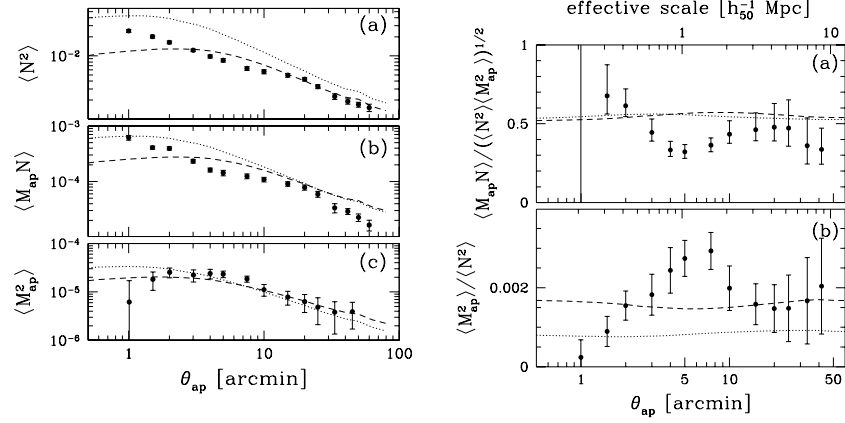 effective scale [h₅₀⁻¹ Mpc]
1 10
(a)
⟨N²⟩
10⁻²
(b)
⟨M_ap N⟩
10⁻³
10⁻⁴
(c)
⟨M²_ap⟩
10⁻⁴
10⁻⁵
10⁻⁶
1 10 100
θ_ap [arcmin]
(a)
⟨M_ap N⟩/(⟨N²⟩⟨M²_ap⟩)^{1/2}
1
0.5
0
(b)
⟨M²_ap⟩/⟨N²⟩
0.002
0
1 5 10 50
θ_ap [arcmin]